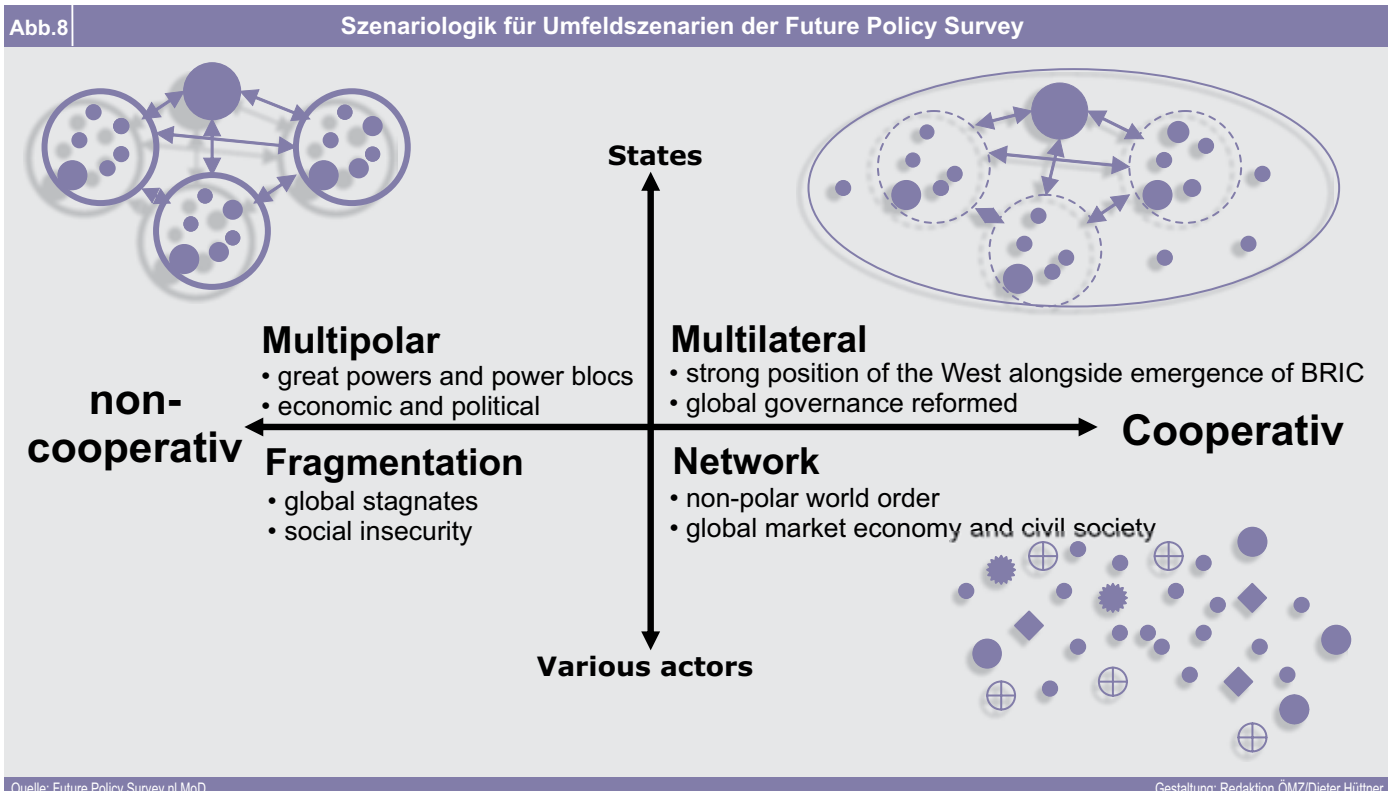 Abb.8
Szenariologik für Umfeldszenarien der Future Policy Survey
States
Multipolar
• great powers and power blocs
• economic and political
Multilateral
• strong position of the West alongside emergence of BRIC
• global governance reformed
non-
cooperativ
Cooperativ
Fragmentation
• global stagnates
• social insecurity
Network
• non-polar world order
• global market economy and civil society
Various actors
Quelle: Future Policy Survey nl MoD
Gestaltung: Redaktion ÖMZ/Dieter Hüttner